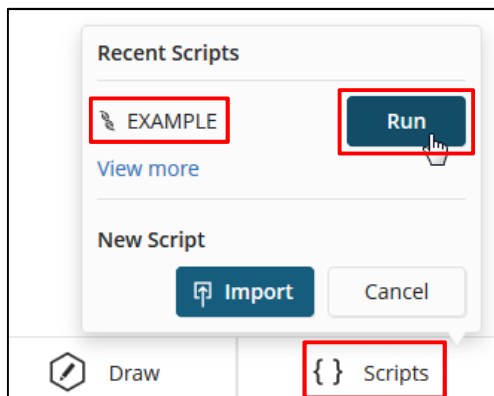 Recent Scripts
EXAMPLE Run
View more
New Script
Import Cancel
Draw { } Scripts